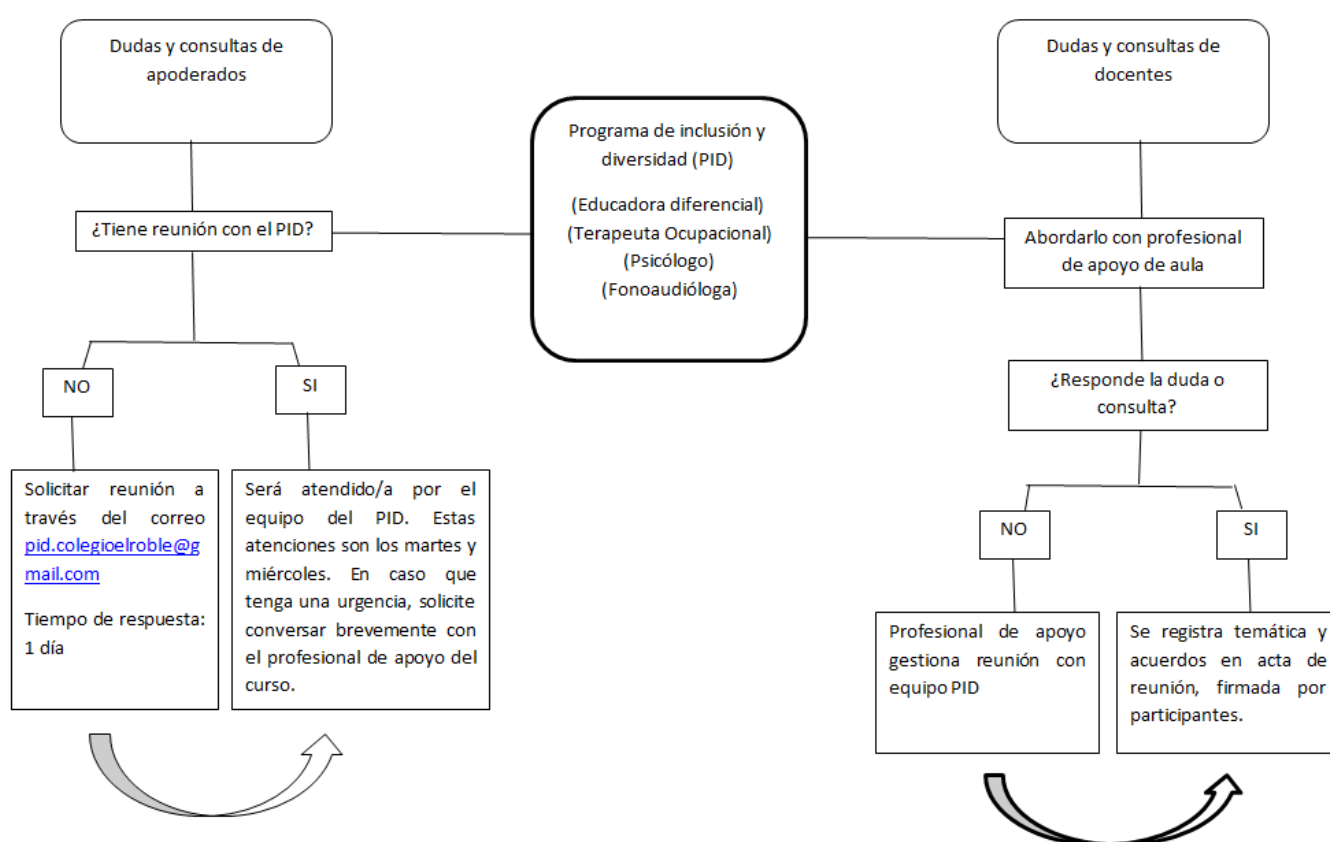 Dudas y consultas de
apoderados
¿Tiene reunión con el PID?
NO
SI
Solicitar reunión a
través del correo
pid.colegioelroble@g
mail.com
Tiempo de respuesta:
1 día
Será atendido/a por el
equipo del PID. Estas
atenciones son los martes y
miércoles. En caso que
tenga una urgencia, solicite
conversar brevemente con
el profesional de apoyo del
curso.
Programa de inclusión y
diversidad (PID)
(Educadora diferencial)
(Terapeuta Ocupacional)
(Psicólogo)
(Fonoaudióloga)
Dudas y consultas de
docentes
Abordarlo con profesional
de apoyo de aula
¿Responde la duda o
consulta?
NO
SI
Profesional de apoyo
gestiona reunión con
equipo PID
Se registra temática y
acuerdos en acta de
reunión, firmada por
participantes.